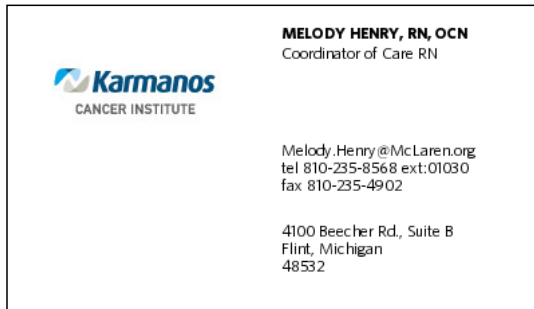 Karmanos
CANCER INSTITUTE
MELODY HENRY, RN, OCN
Coordinator of Care RN
Melody.Henry@McLaren.org
tel 810-235-8568 ext:01030
fax 810-235-4902
4100 Beecher Rd., Suite B
Flint, Michigan
48532